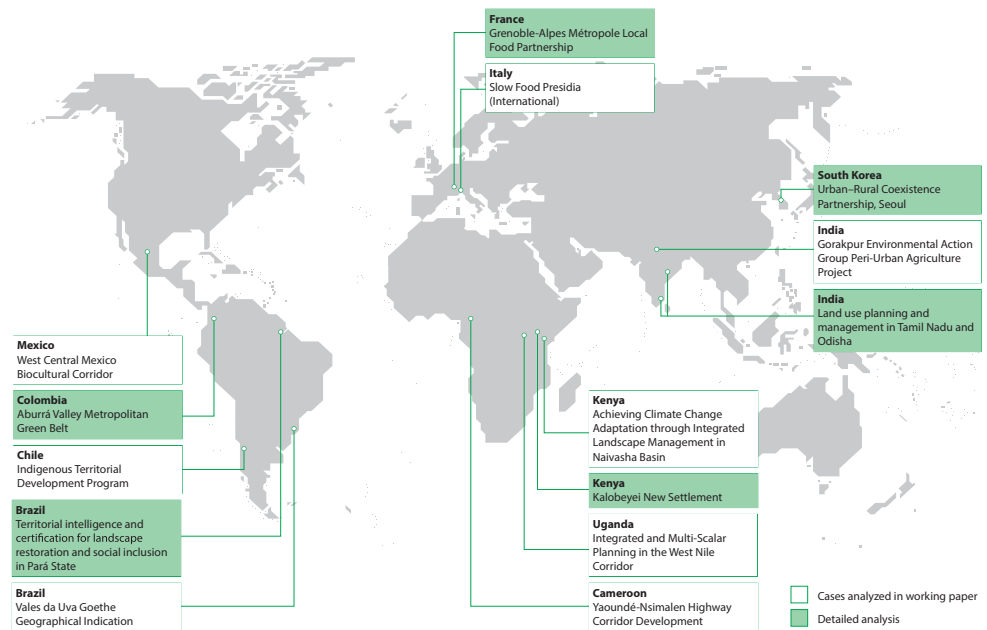 France
Grenoble-Alpes Métropole Local
Food Partnership
Italy
Slow Food Presidia
(International)
South Korea
Urban–Rural Coexistence
Partnership, Seoul
India
Gorakpur Environmental Action
Group Peri-Urban Agriculture
Project
India
Land use planning and
management in Tamil Nadu and
Odisha
Mexico
West Central Mexico
Biocultural Corridor
Colombia
Aburrá Valley Metropolitan
Green Belt
Chile
Indigenous Territorial
Development Program
Brazil
Territorial intelligence and
certification for landscape
restoration and social inclusion
in Pará State
Brazil
Vales da Uva Goethe
Geographical Indication
Kenya
Achieving Climate Change
Adaptation through Integrated
Landscape Management in
Naivasha Basin
Kenya
Kalobeyei New Settlement
Uganda
Integrated and Multi-Scalar
Planning in the West Nile
Corridor
Cameroon
Yaoundé-Nsimalen Highway
Corridor Development
Cases analyzed in working paper
Detailed analysis